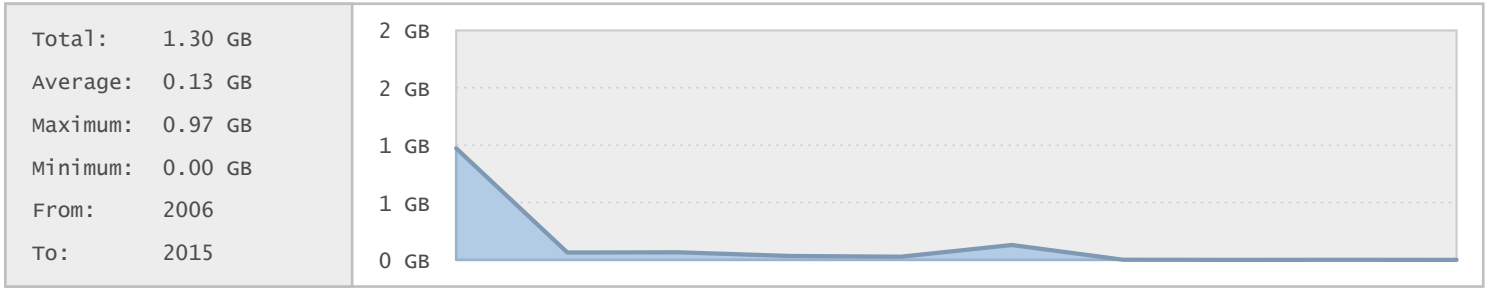 Total: 1.30 GB
Average: 0.13 GB
Maximum: 0.97 GB
Minimum: 0.00 GB
From: 2006
To: 2015
2 GB
2 GB
1 GB
1 GB
0 GB